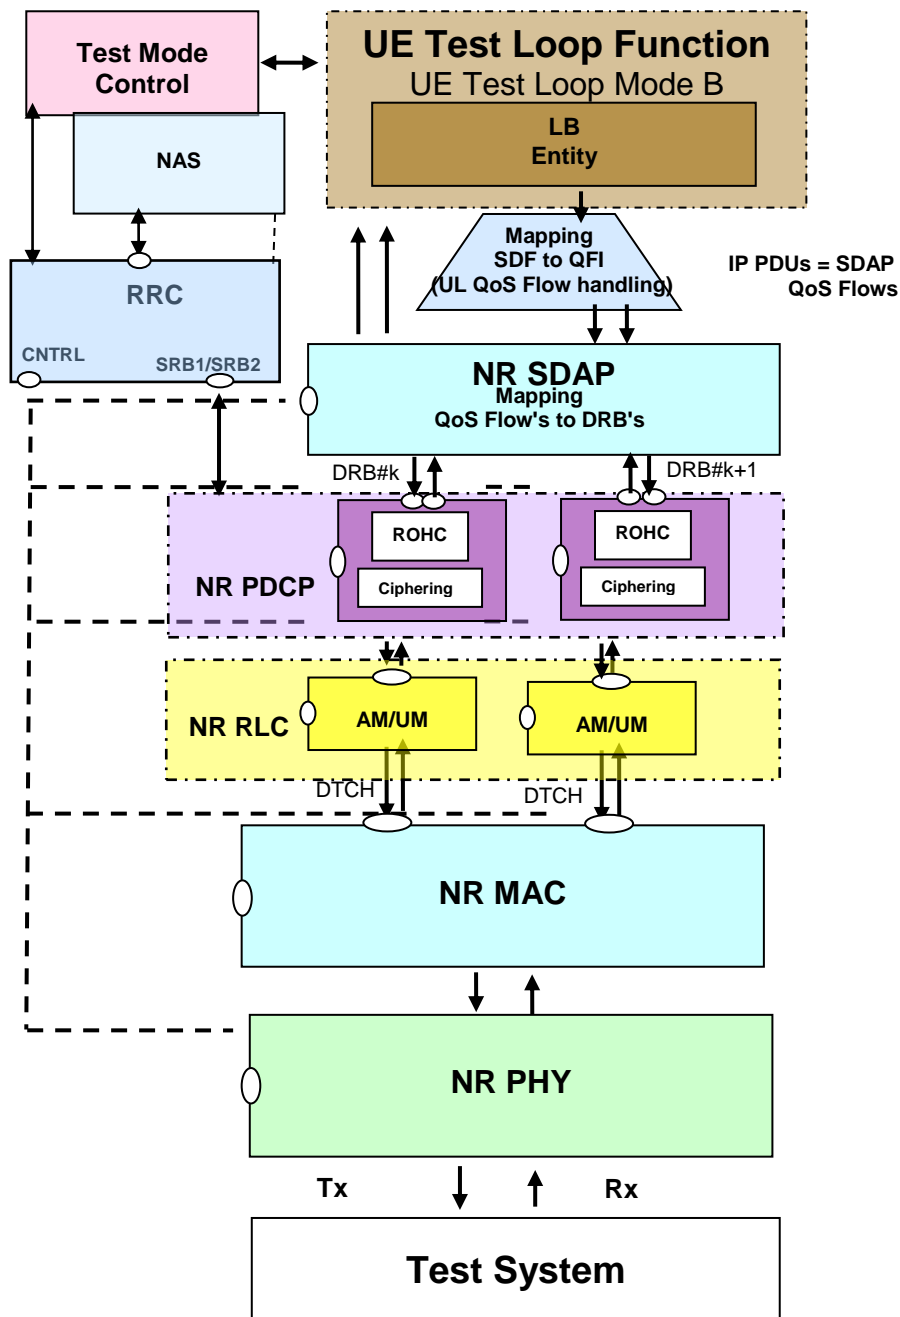 Test Mode
Control
UE Test Loop Function
UE Test Loop Mode B
LB
Entity
NAS
Mapping
SDF to QFI
(UL QoS Flow handling)
IP PDUs = SDAP
QoS Flows
RRC
CNTRL
SRB1/SRB2
NR SDAP
Mapping
QoS Flow's to DRB's
DRB#k
DRB#k+1
NR PDCP
ROHC
Ciphering
ROHC
Ciphering
NR RLC
AM/UM
AM/UM
DTCH
DTCH
NR MAC
NR PHY
Tx
Rx
Test System